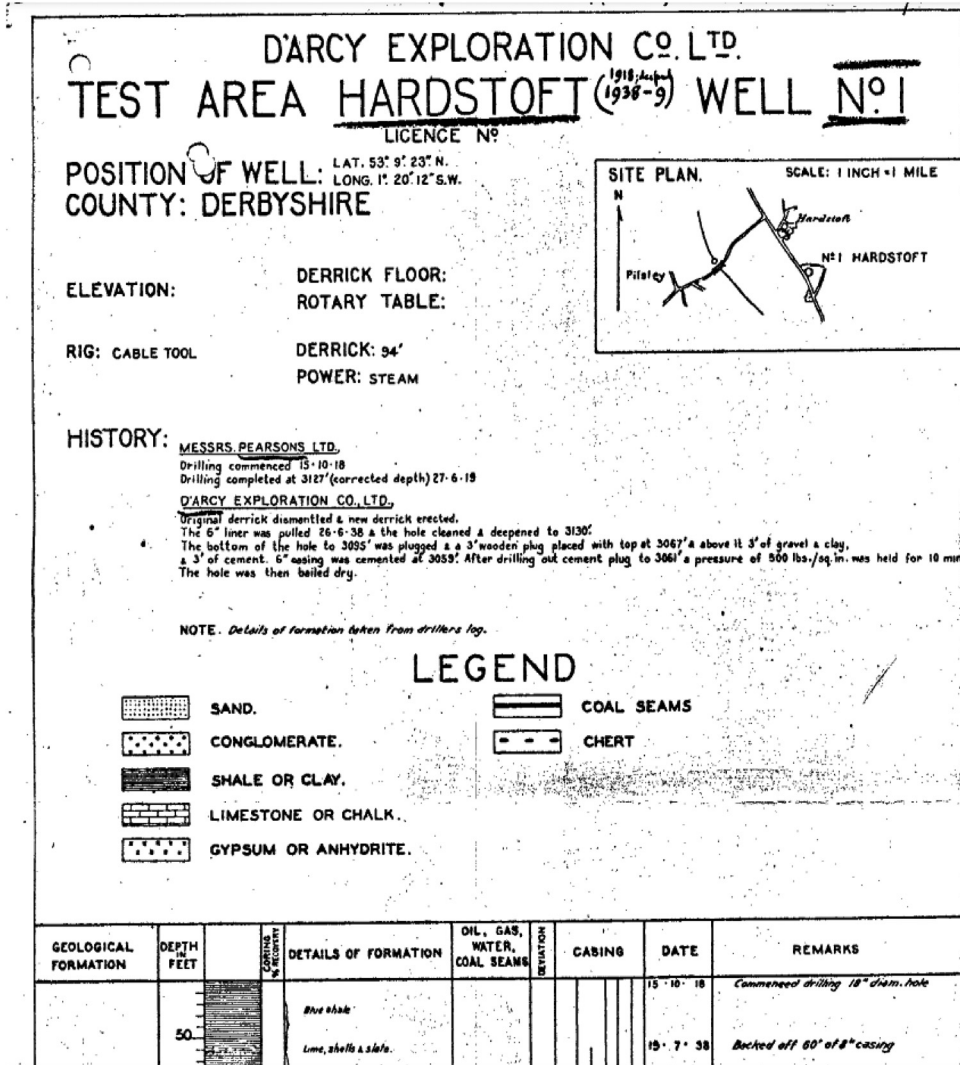 D'ARCY EXPLORATION Cº. LTD.
TEST AREA HARDSTOFT (1918; 1938-9) WELL Nº 1
LICENCE Nº
POSITION OF WELL: LAT. 53° 9' 23" N.
LONG. 1° 20' 12" S.W.
COUNTY: DERBYSHIRE
SITE PLAN.
SCALE: 1 INCH = 1 MILE
N
Hardstoft
Nº 1 HARDSTOFT
Pilsley
ELEVATION:
DERRICK FLOOR:
ROTARY TABLE:
RIG: CABLE TOOL
DERRICK: 94'
POWER: STEAM
HISTORY:
MESSRS. PEARSONS LTD.,
Drilling commenced 15·10·18
Drilling completed at 3127' (corrected depth) 27·6·19
D'ARCY EXPLORATION CO., LTD.,
Original derrick dismantled & new derrick erected.
The 6" liner was pulled 26·6·38 & the hole cleaned & deepened to 3130'.
The bottom of the hole to 3095' was plugged & a 3' wooden plug placed with top at 3067' & above it 3' of gravel & clay,
& 3' of cement. 6" casing was cemented at 3059'. After drilling out cement plug to 3061' a pressure of 500 lbs./sq.in. was held for 10 min
The hole was then bailed dry.
NOTE. Details of formation taken from drillers log.
LEGEND
SAND.
CONGLOMERATE.
SHALE OR CLAY.
LIMESTONE OR CHALK.
GYPSUM OR ANHYDRITE.
COAL SEAMS
CHERT
GEOLOGICAL FORMATION
DEPTH IN FEET
CORING % RECOVERY
DETAILS OF FORMATION
OIL, GAS, WATER, COAL SEAMS
DEVIATION
CASING
DATE
REMARKS
15·10·18
Commenced drilling 18" diam. hole
Blue shale
50
Lime, shells & slate.
19·7·38
Backed off 60' of 8" casing